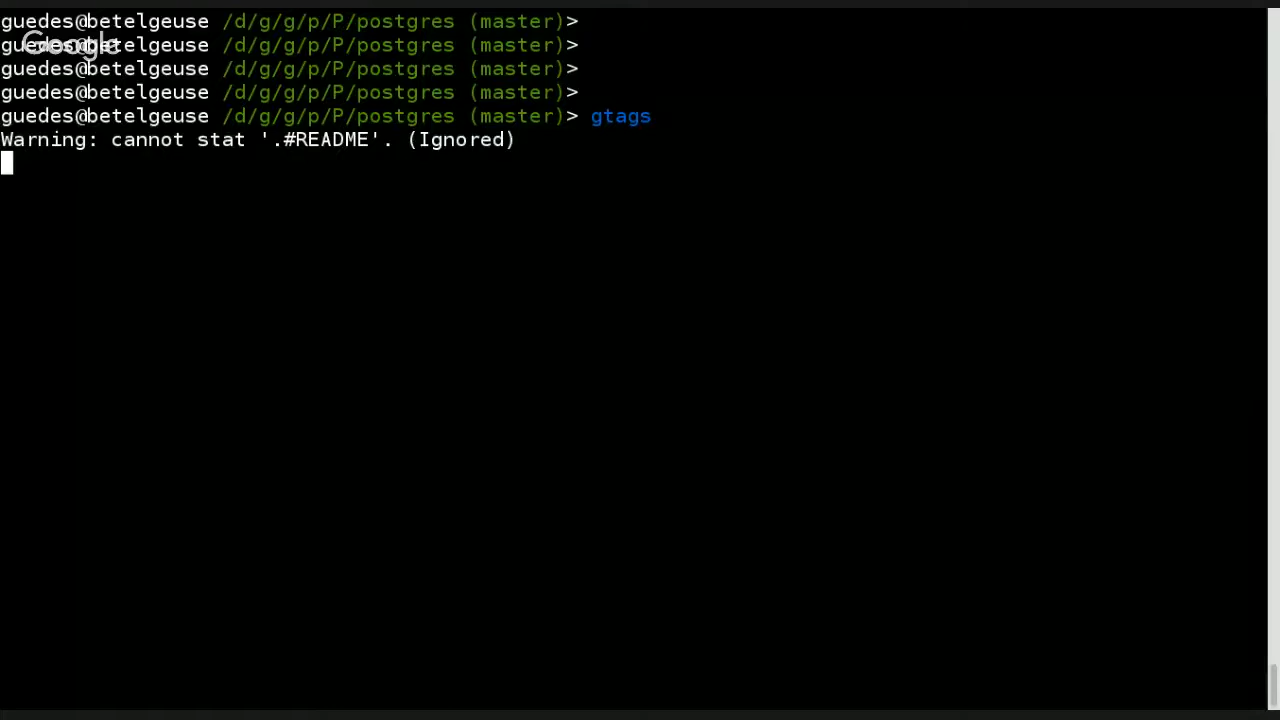 guedes@betelgeuse /d/g/g/p/P/postgres (master)>
Google
guedes@betelgeuse /d/g/g/p/P/postgres (master)>
guedes@betelgeuse /d/g/g/p/P/postgres (master)>
guedes@betelgeuse /d/g/g/p/P/postgres (master)>
guedes@betelgeuse /d/g/g/p/P/postgres (master)> gtags
Warning: cannot stat '.#README'. (Ignored)